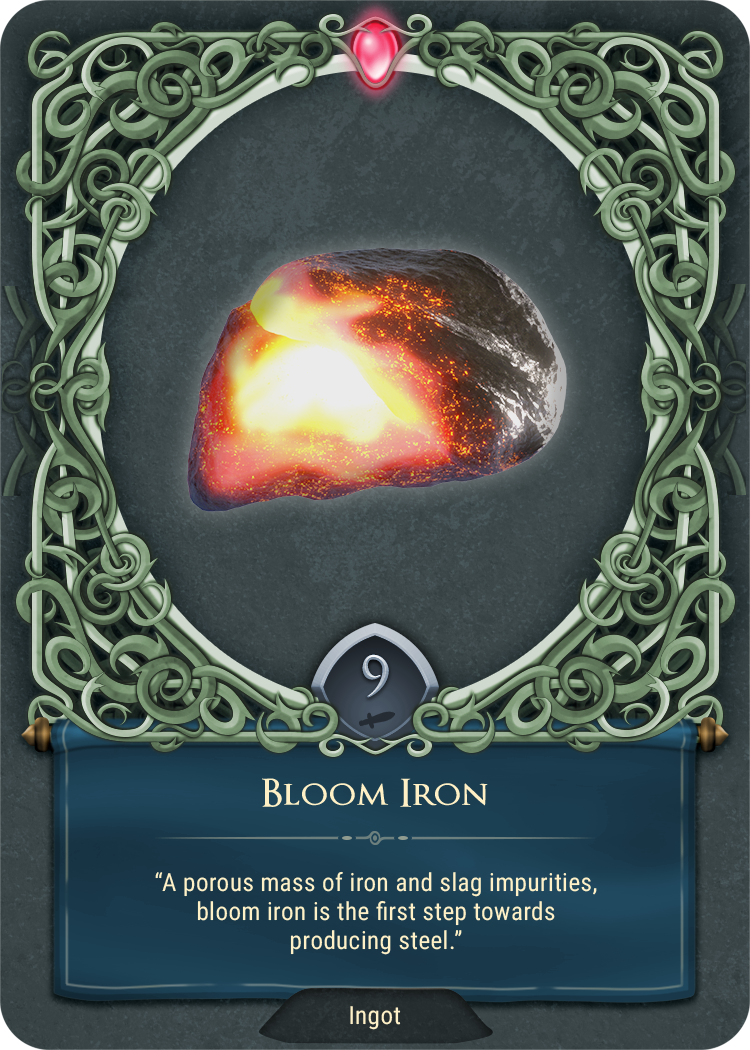 9
Bloom Iron
“A porous mass of iron and slag impurities,
bloom iron is the first step towards
producing steel.”
Ingot